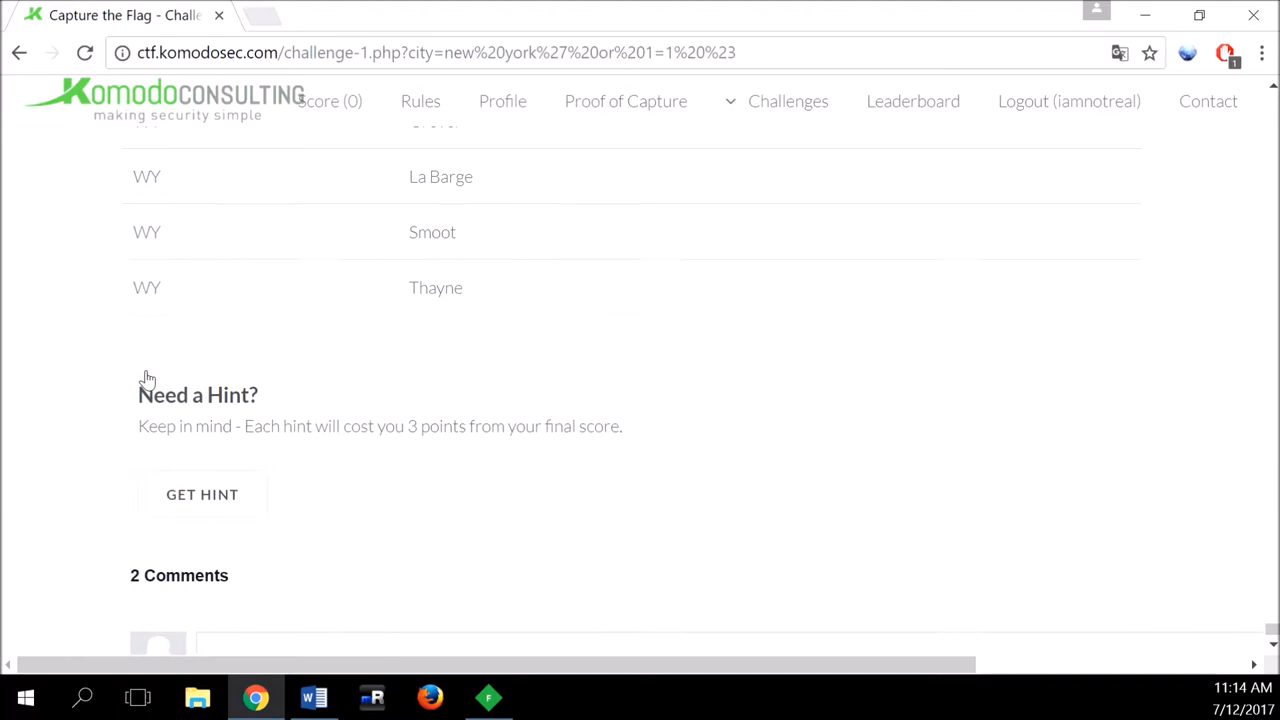 Capture the Flag - Challe
ctf.komodosec.com/challenge-1.php?city=new%20york%27%20or%201=1%20%23
1
KomodoCONSULTING
making security simple
Score (0)
Rules
Profile
Proof of Capture
Challenges
Leaderboard
Logout (iamnotreal)
Contact
WY La Barge
WY Smoot
WY Thayne
Need a Hint?
Keep in mind - Each hint will cost you 3 points from your final score.
GET HINT
2 Comments
11:14 AM
7/12/2017